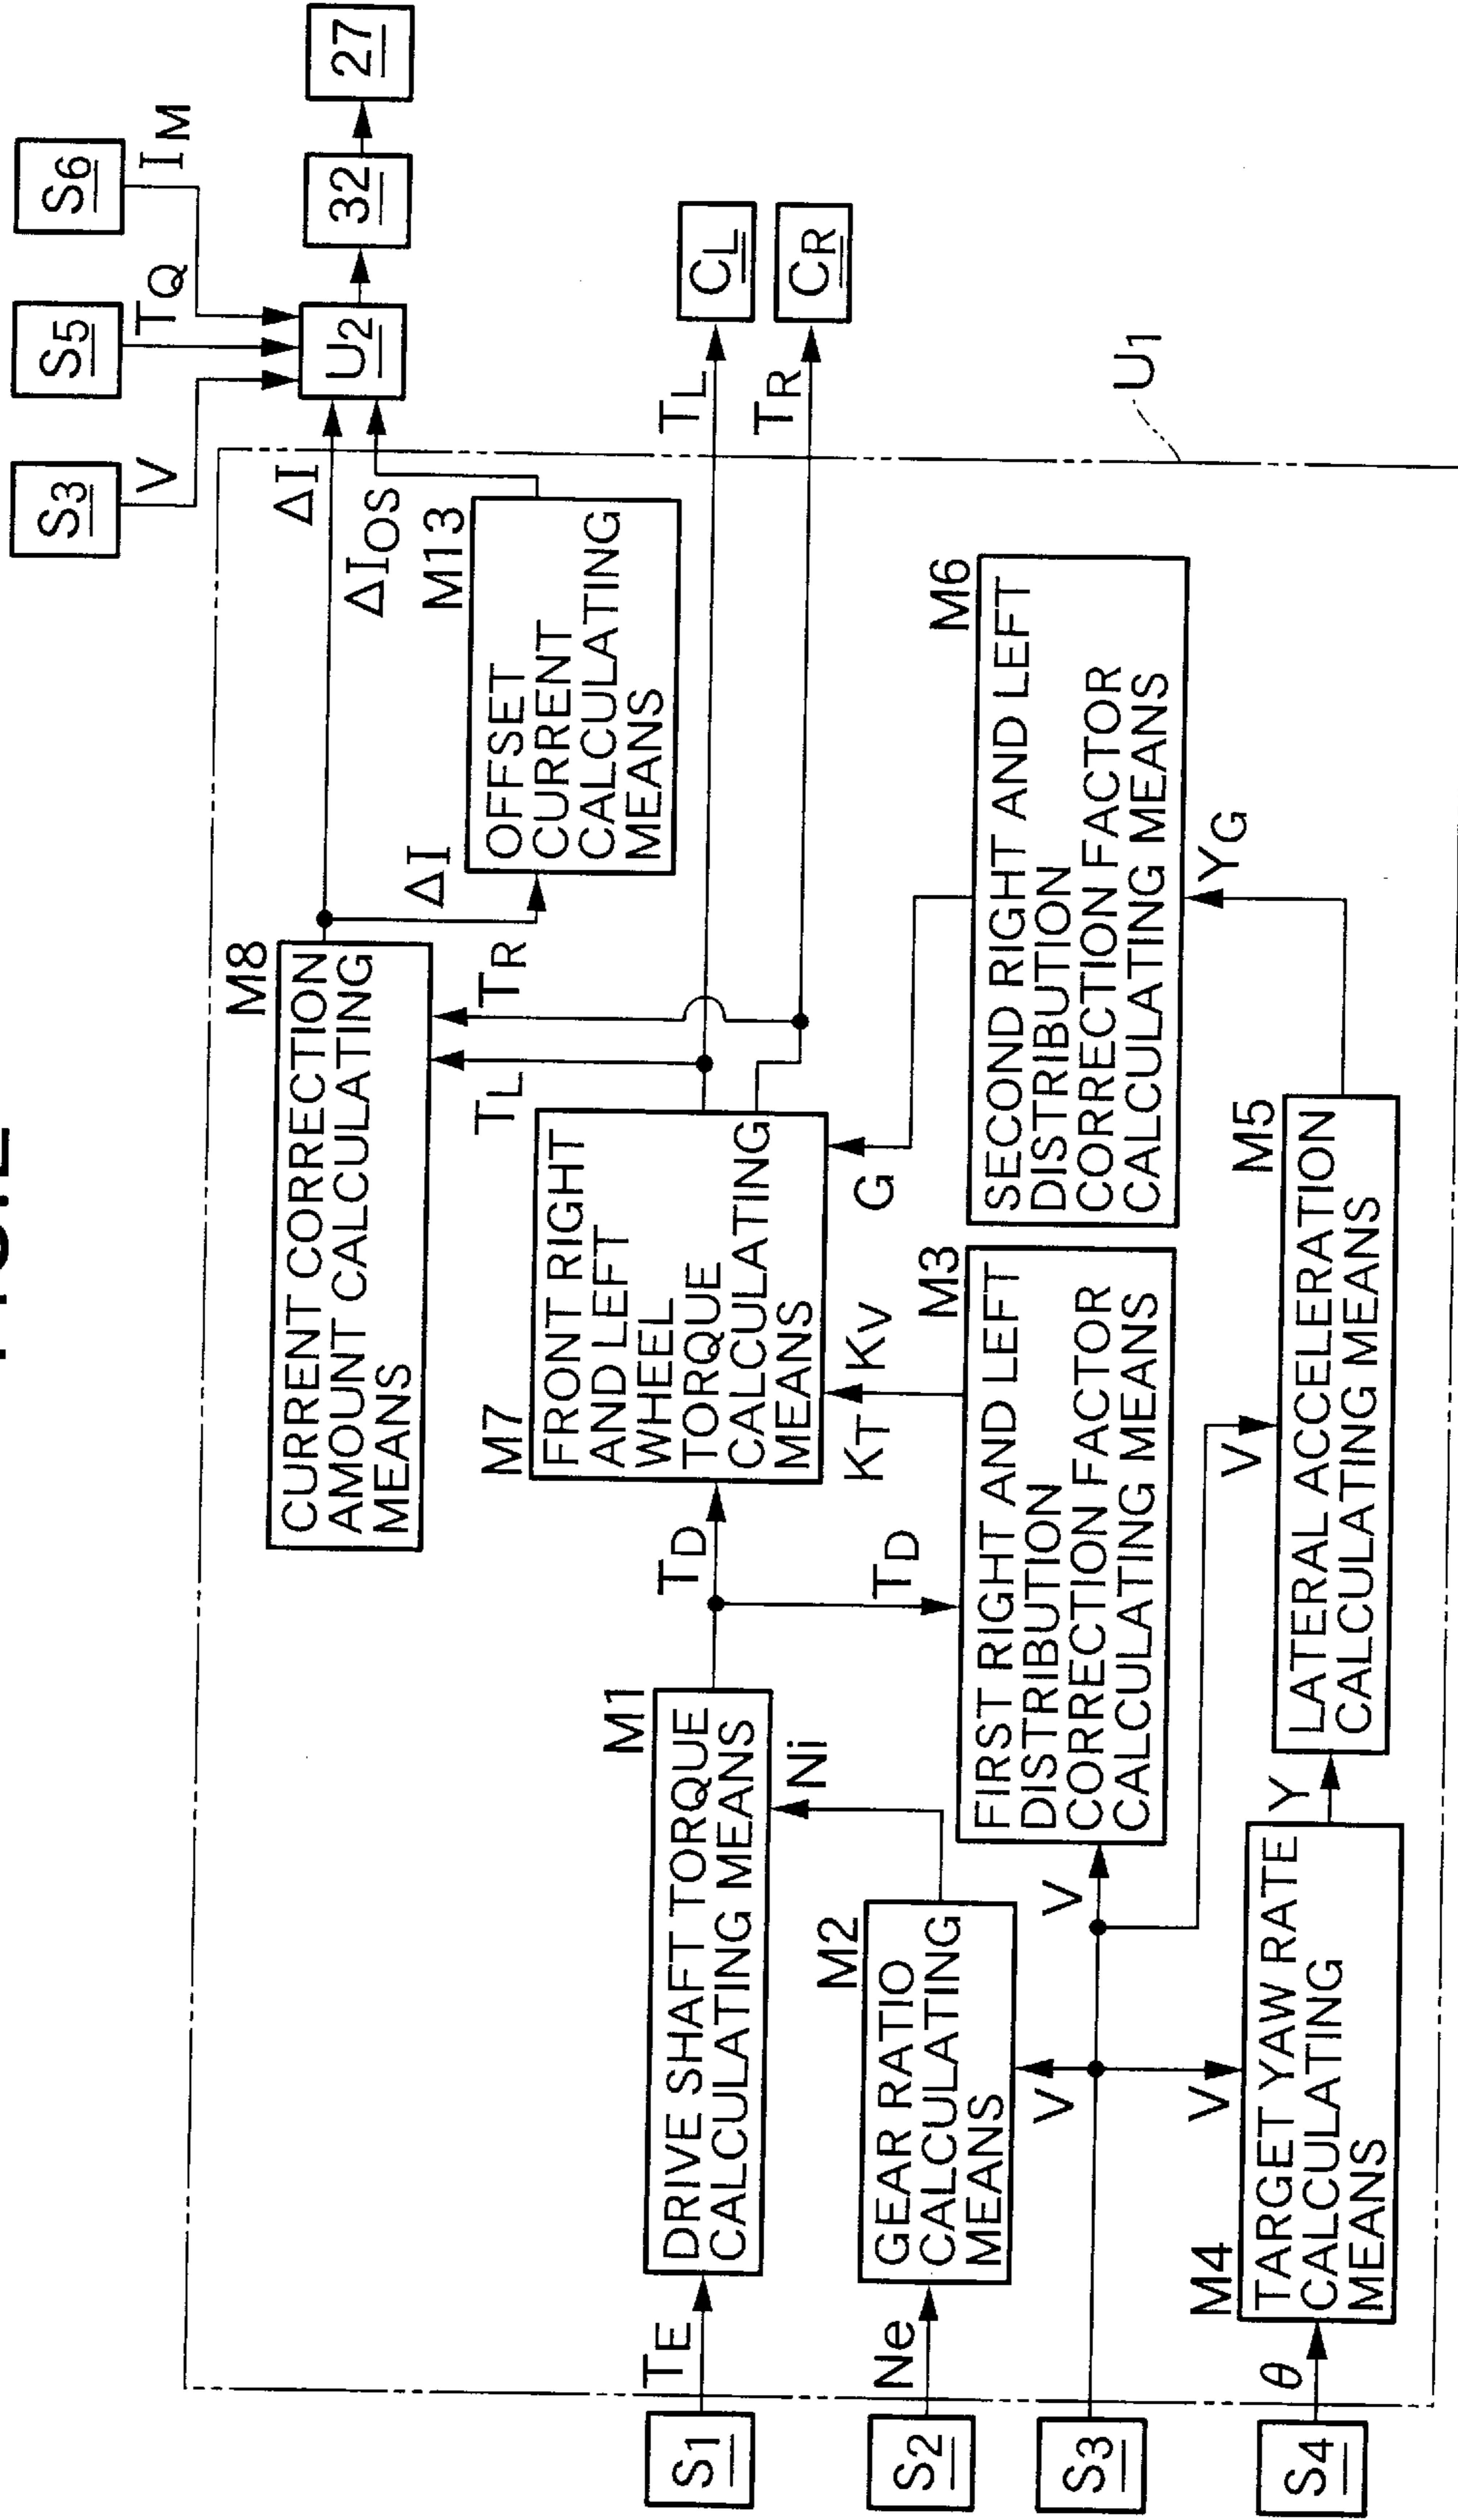 S3
V
S5
TQ
S6
IM
ΔI
ΔIOS
U2
32
27
M8
CURRENT CORRECTION
AMOUNT CALCULATING
MEANS
ΔI
M13
OFFSET
CURRENT
CALCULATING
MEANS
TL
TR
TL
CL
TR
CR
U1
M7
FRONT RIGHT
AND LEFT
WHEEL
TORQUE
CALCULATING
MEANS
S1
TE
M1
DRIVE SHAFT TORQUE
CALCULATING MEANS
TD
TD
Ni
KT
KV
G
S2
Ne
M2
GEAR RATIO
CALCULATING
MEANS
M3
FIRST RIGHT AND LEFT
DISTRIBUTION
CORRECTION FACTOR
CALCULATING MEANS
M6
SECOND RIGHT AND LEFT
DISTRIBUTION
CORRECTION FACTOR
CALCULATING MEANS
S3
V
V
V
V
YG
S4
θ
M4
TARGET YAW RATE
CALCULATING
MEANS
Y
M5
LATERAL ACCELERATION
CALCULATING MEANS